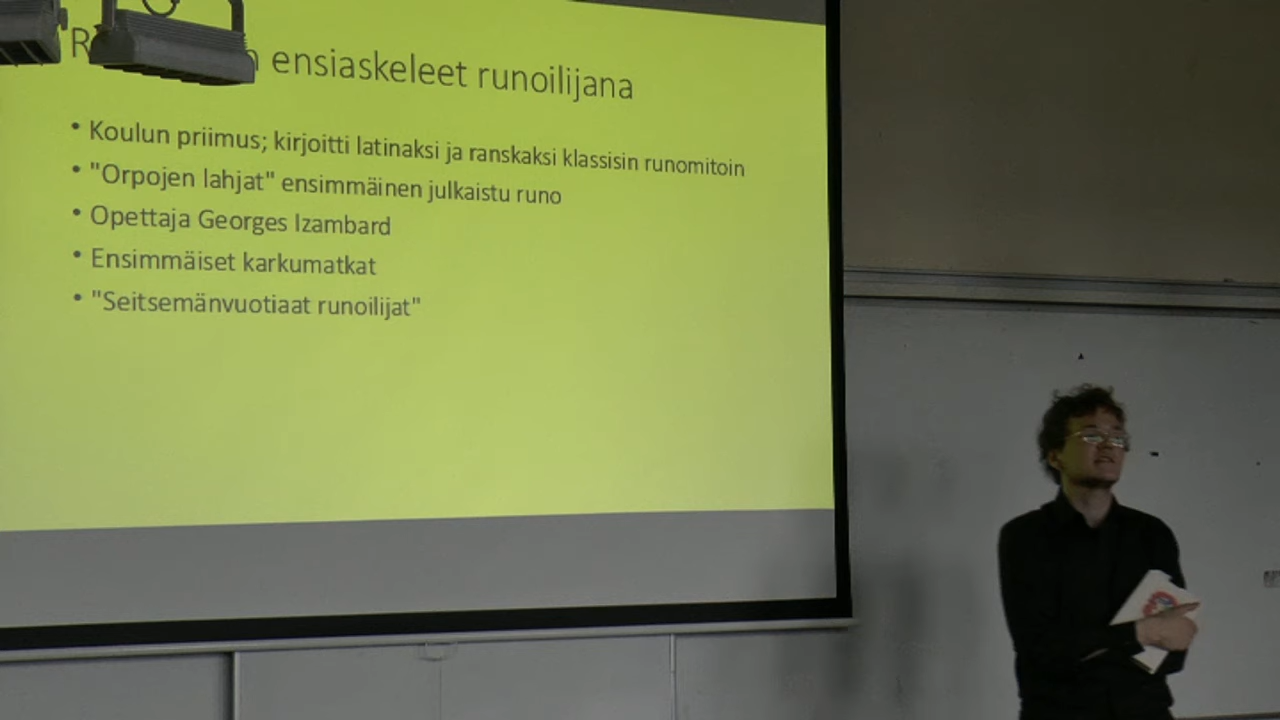 ensiaskeleet runoilijana
• Koulun priimus; kirjoitti latinaksi ja ranskaksi klassisin runomitoin
• "Orpojen lahjat" ensimmäinen julkaistu runo
• Opettaja Georges Izambard
• Ensimmäiset karkumatkat
• "Seitsemänvuotiaat runoilijat"